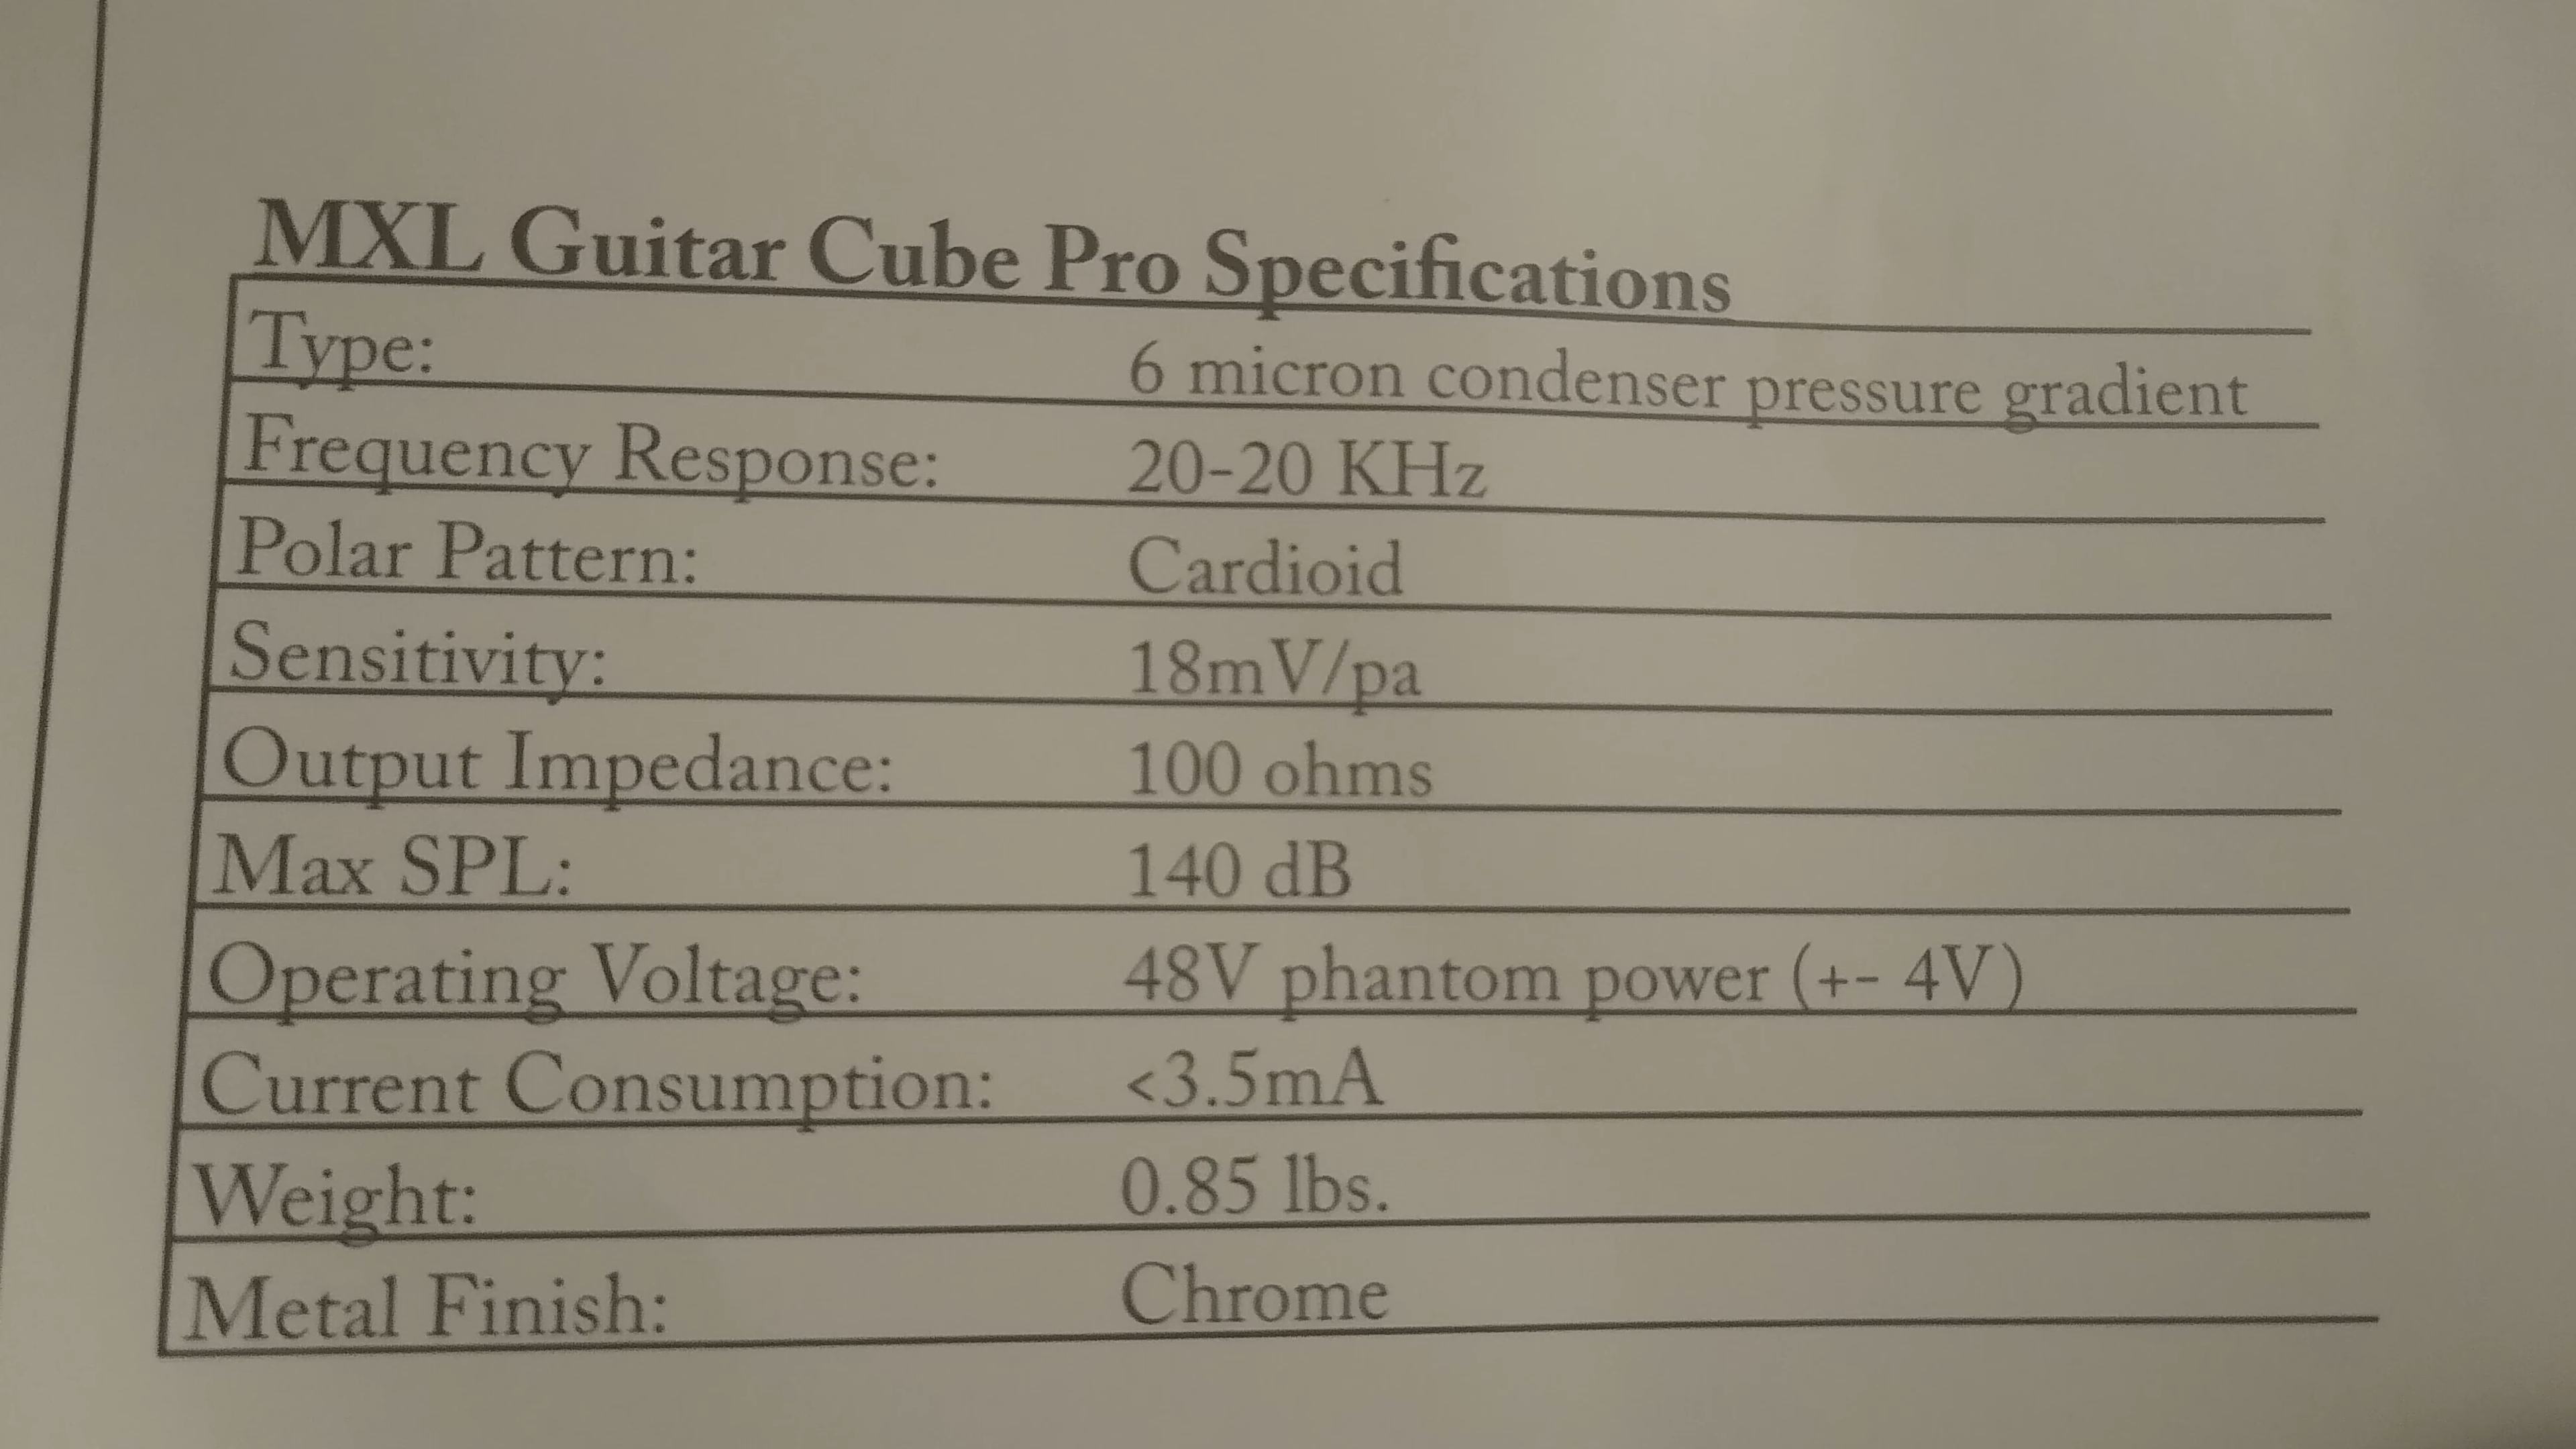 MXL Guitar Cube Pro Specifications
Type: 6 micron condenser pressure gradient
Frequency Response: 20-20 KHz
Polar Pattern: Cardioid
Sensitivity: 18mV/pa
Output Impedance: 100 ohms
Max SPL: 140 dB
Operating Voltage: 48V phantom power (+- 4V)
Current Consumption: <3.5mA
Weight: 0.85 lbs.
Metal Finish: Chrome